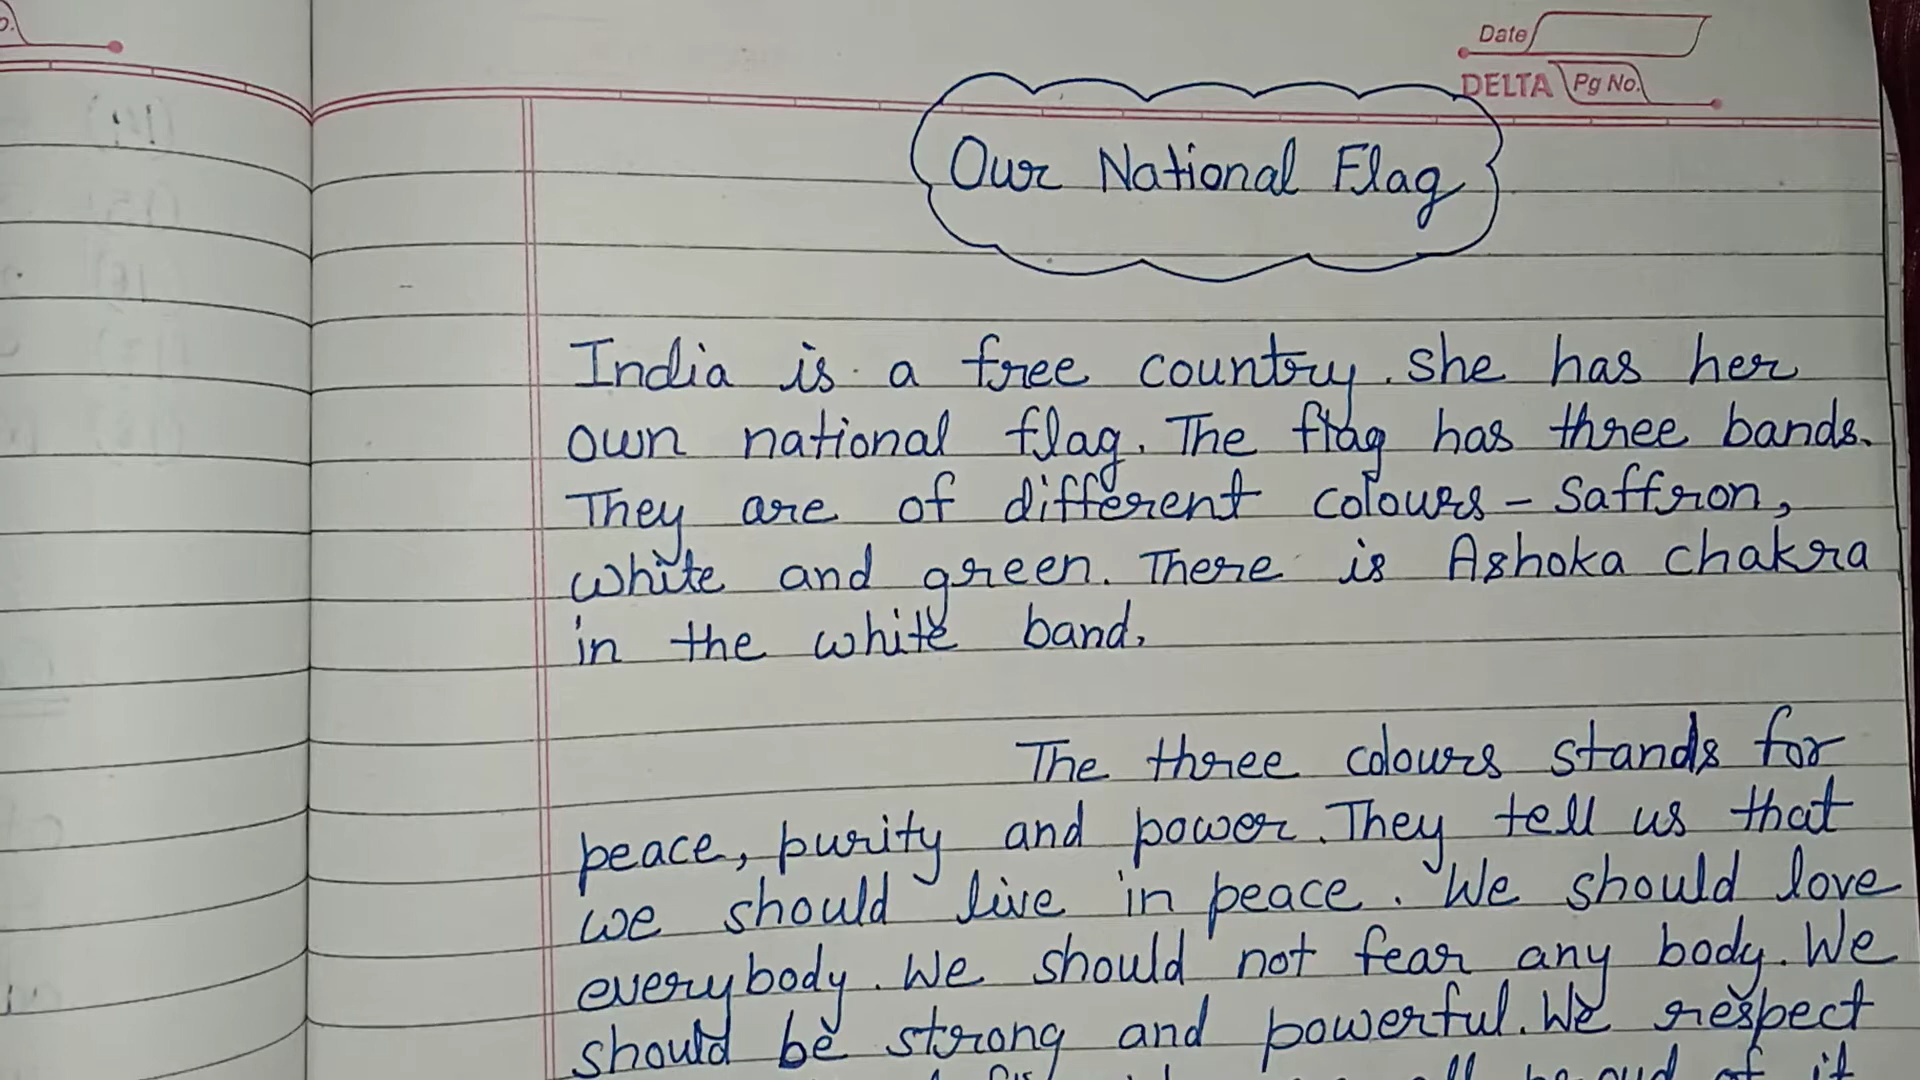 Date
DELTA Pg No.
Our National Flag
India is a free country. She has her
own national flag. The flag has three bands.
They are of different colours - Saffron,
white and green. There is Ashoka chakra
in the white band.
The three colours stands for
peace, purity and power. They tell us that
we should live in peace. We should love
everybody. We should not fear any body. We
should be strong and powerful. We respect